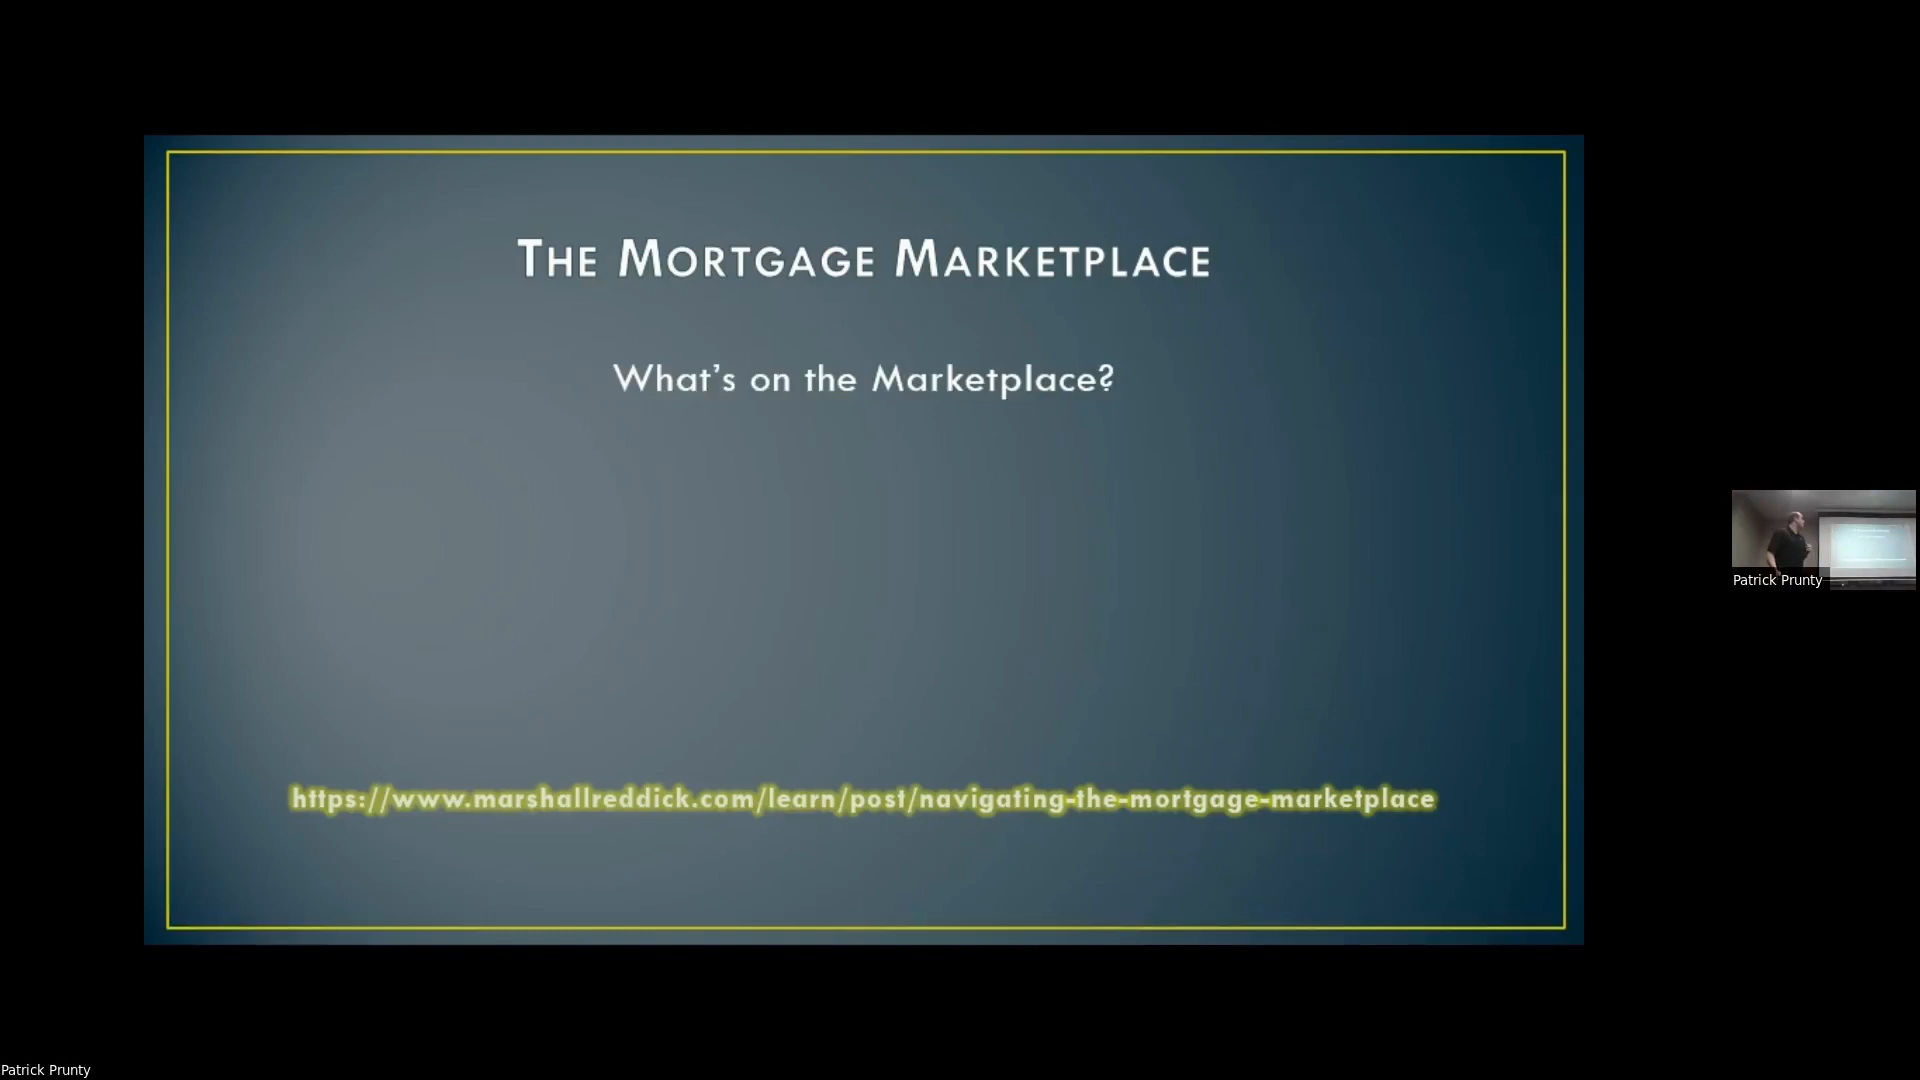 The Mortgage Marketplace
What's on the Marketplace?
https://www.marshallreddick.com/learn/post/navigating-the-mortgage-marketplace
Patrick Prunty
Patrick Prunty